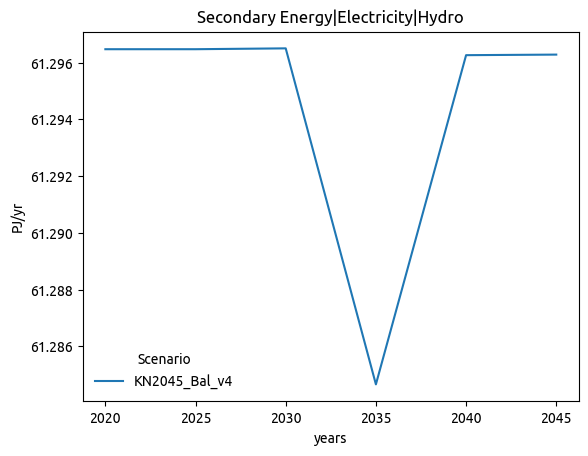 Secondary Energy|Electricity|Hydro
61.296
61.294
61.292
61.290
61.288
61.286
PJ/yr
Scenario
KN2045_Bal_v4
2020 2025 2030 2035 2040 2045
years